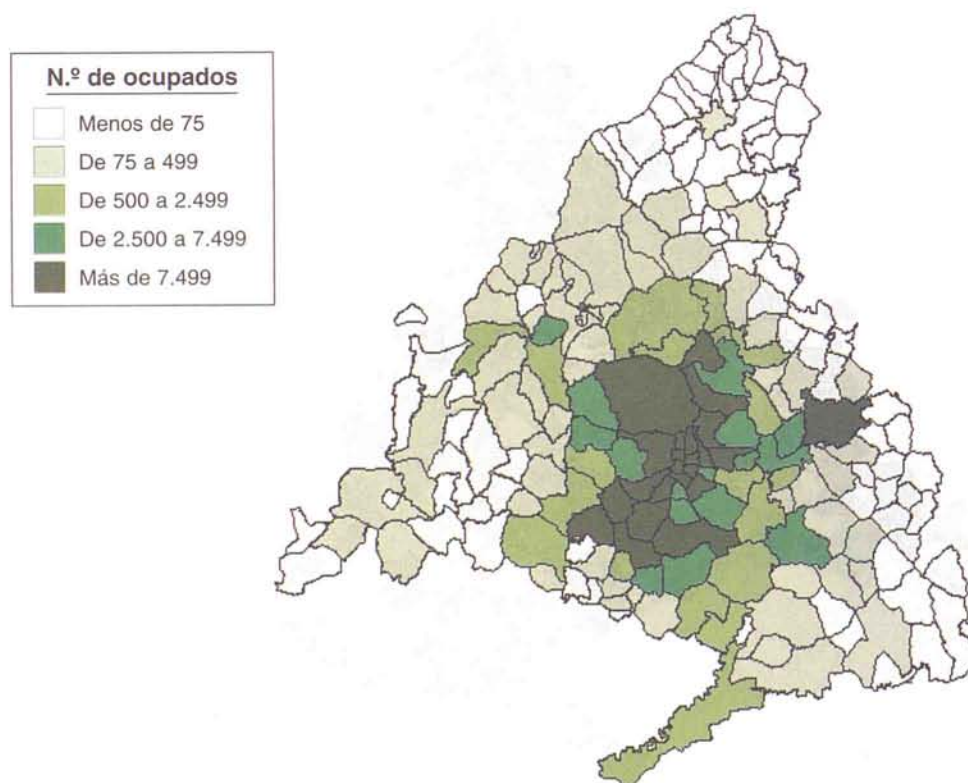 N.º de ocupados
Menos de 75
De 75 a 499
De 500 a 2.499
De 2.500 a 7.499
Más de 7.499